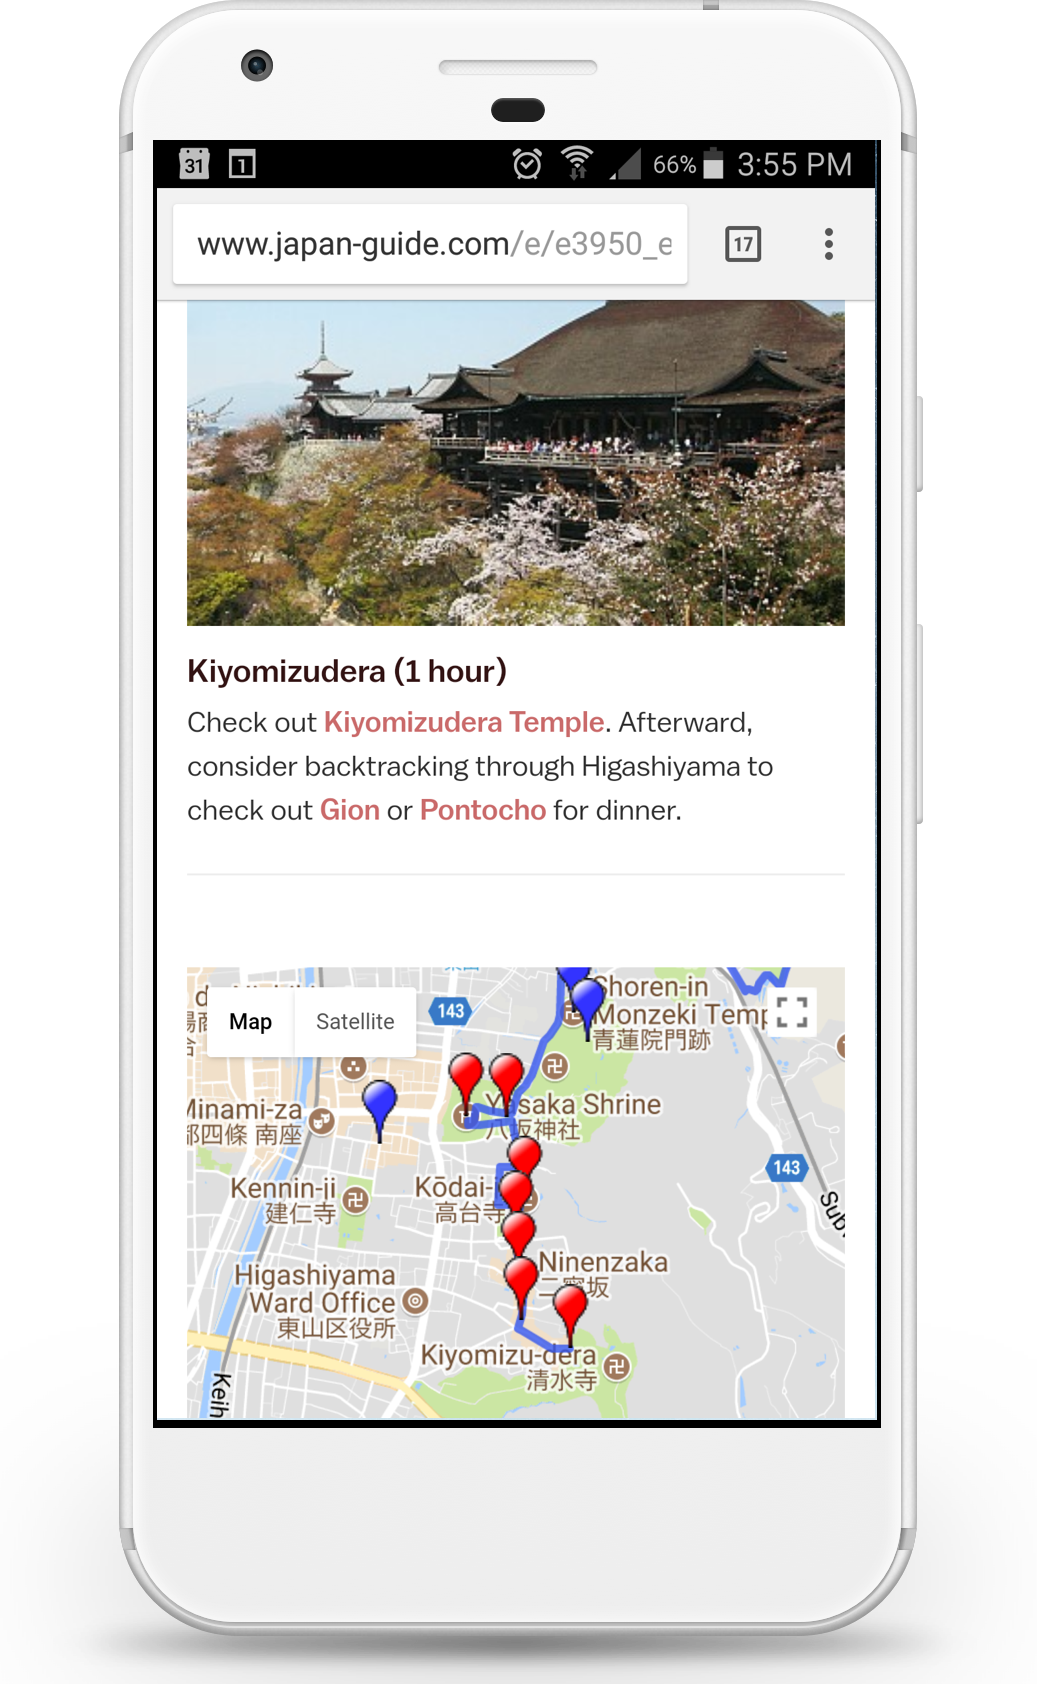 31
1
66%
3:55 PM
www.japan-guide.com/e/e3950_e
17
Kiyomizudera (1 hour)
Check out Kiyomizudera Temple. Afterward,
consider backtracking through Higashiyama to
check out Gion or Pontocho for dinner.
Map
Satellite
143
Shoren-in
Monzeki Temp
青蓮院門跡
Minami-za
都四條 南座
Yasaka Shrine
八坂神社
143
Kennin-ji
建仁寺
Kōdai-
高台寺
Sub
Ninenzaka
二寧坂
Higashiyama
Ward Office
東山区役所
Kiyomizu-dera
清水寺
Keih